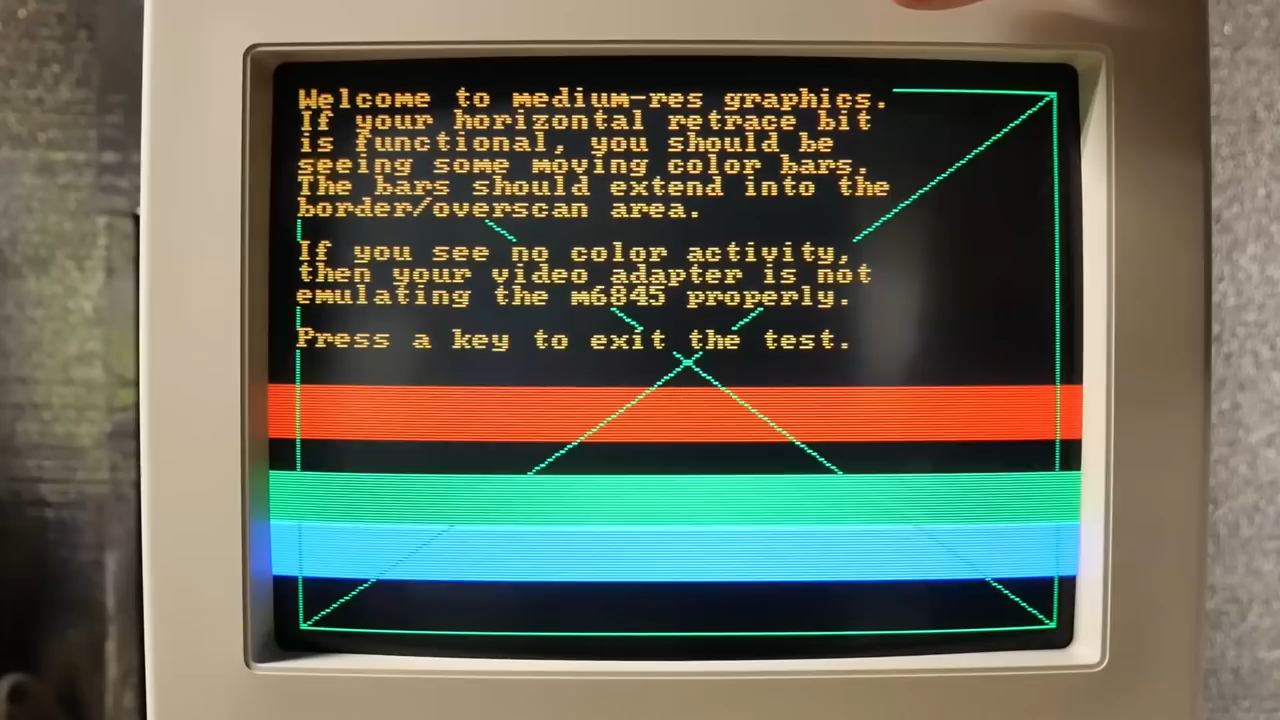 Welcome to medium-res graphics.
If your horizontal retrace bit
is functional, you should be
seeing some moving color bars.
The bars should extend into the
border/overscan area.
If you see no color activity,
then your video adapter is not
emulating the m6845 properly.
Press a key to exit the test.